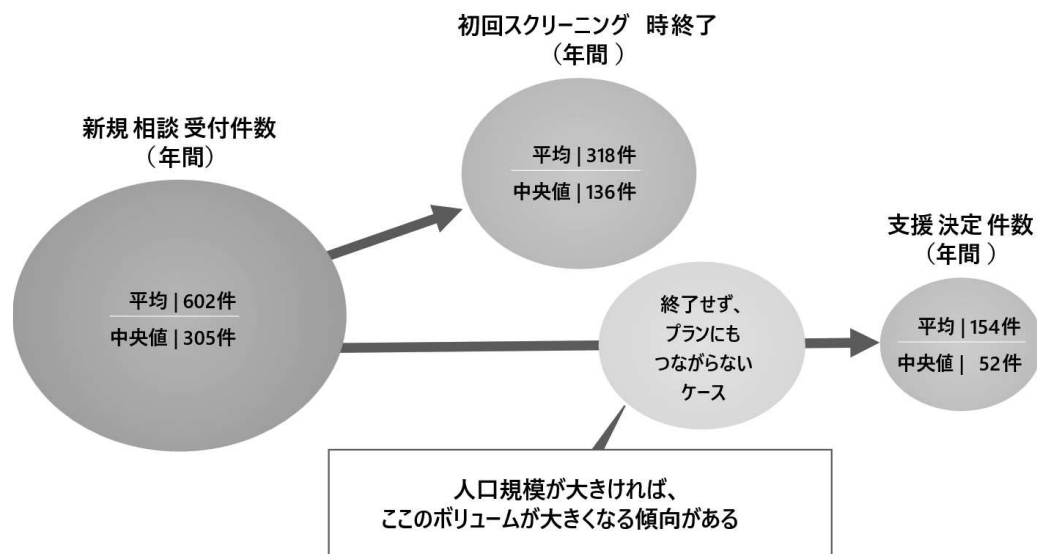 初回スクリーニング 時終了
（年間 ）
平均 | 318件
中央値 | 136件
新規 相談 受付件数
（年間）
平均 | 602件
中央値 | 305件
終了せず、
プランにも
つながらない
ケース
支援 決定 件数
（年間 ）
平均 | 154件
中央値 | 52件
人口規模が大きければ、
ここのボリュームが大きくなる傾向がある